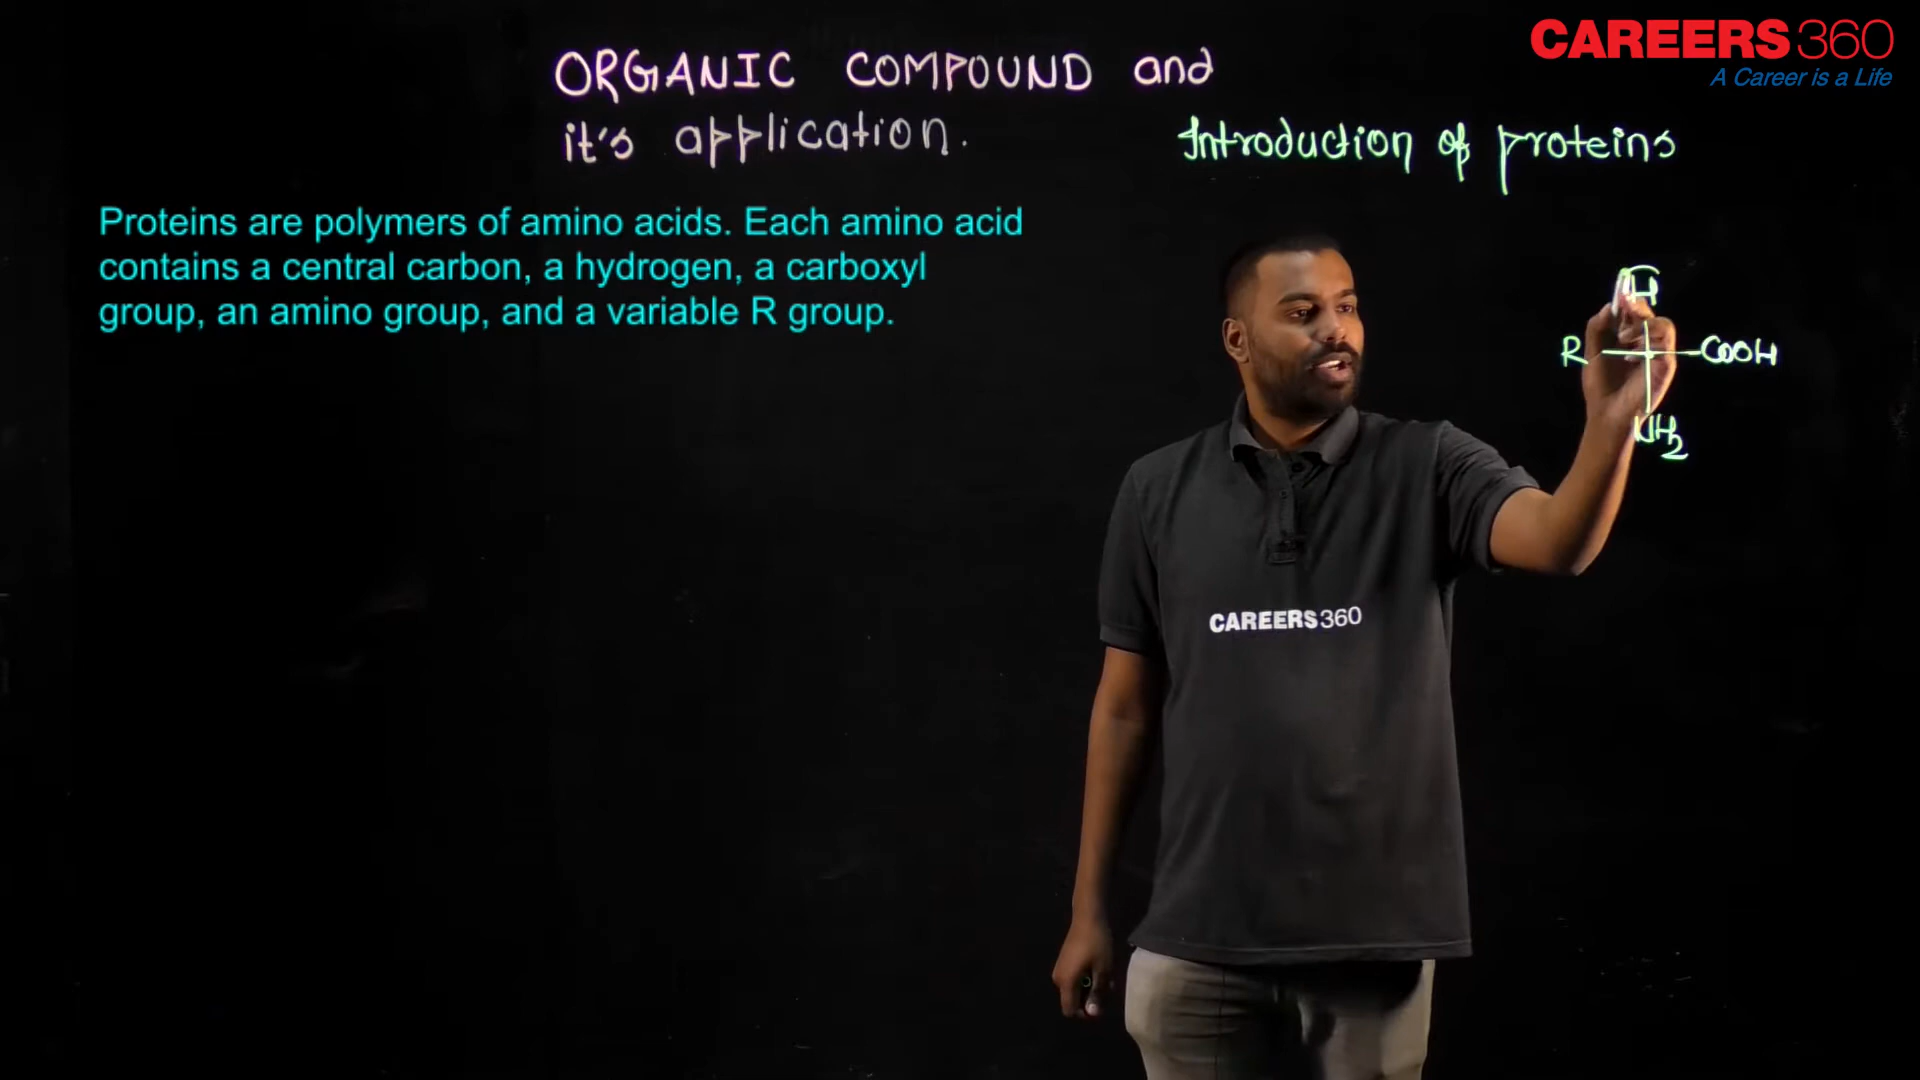 CAREERS360
A Career is a Life
ORGANIC COMPOUND and
it's application.
Introduction of proteins
Proteins are polymers of amino acids. Each amino acid
contains a central carbon, a hydrogen, a carboxyl
group, an amino group, and a variable R group.
H
R COOH
NH2
CAREERS360